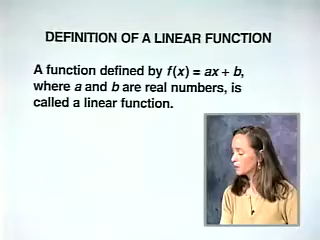 DEFINITION OF A LINEAR FUNCTION
A function defined by f(x) = ax + b,
where a and b are real numbers, is
called a linear function.